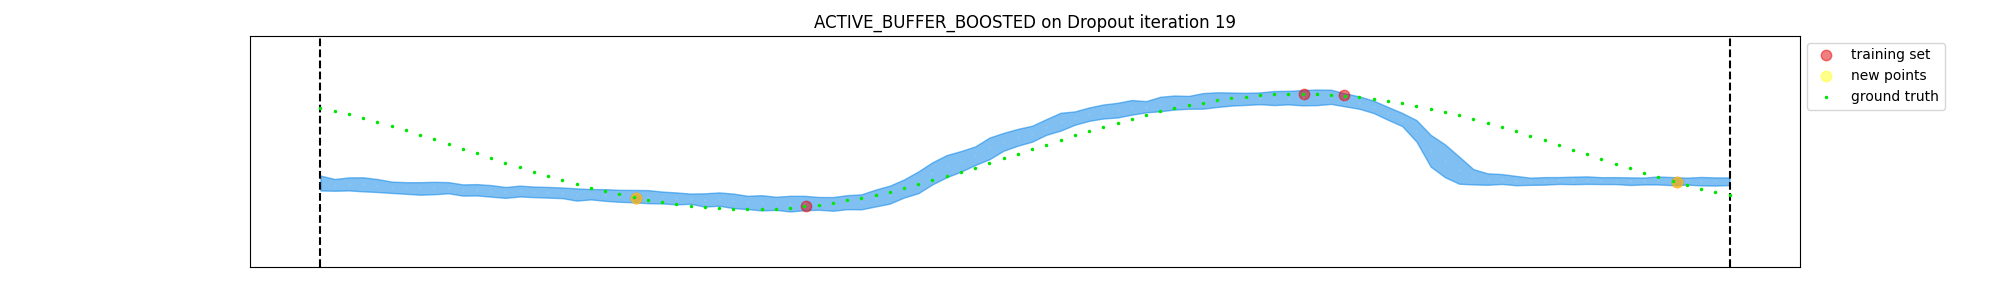 ACTIVE_BUFFER_BOOSTED on Dropout iteration 19
training set
new points
ground truth